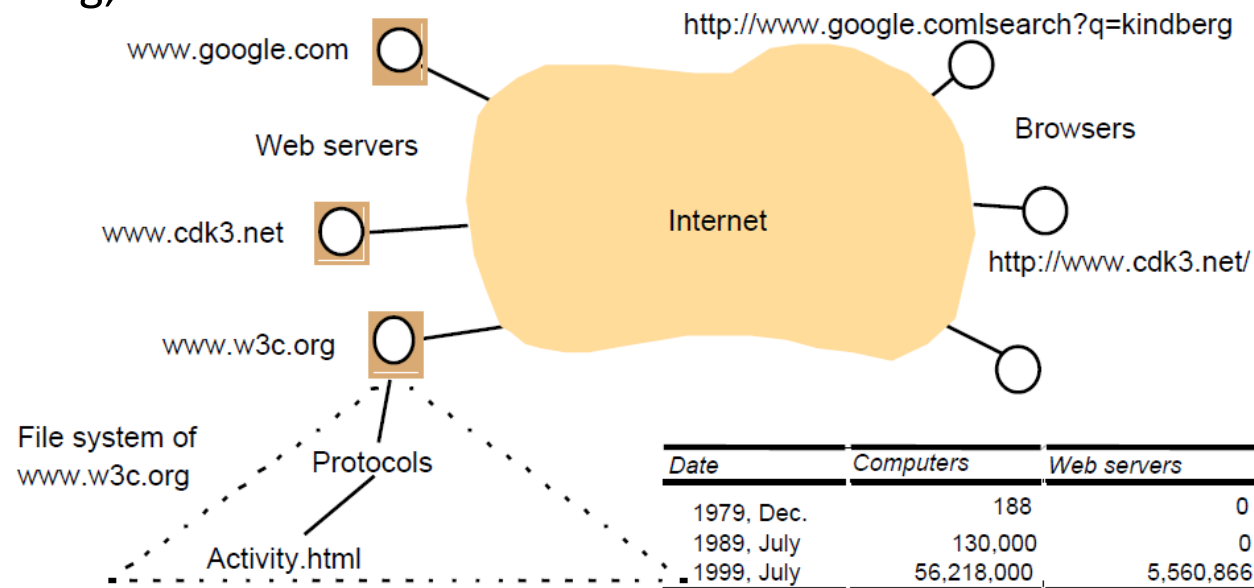 g,
http://www.google.comlsearch?q=kindberg
www.google.com
Browsers
Web servers
Internet
www.cdk3.net
http://www.cdk3.net/
www.w3c.org
File system of
www.w3c.org
Protocols
Activity.html
Date Computers Web servers
1979, Dec. 188 0
1989, July 130,000 0
1999, July 56,218,000 5,560,866